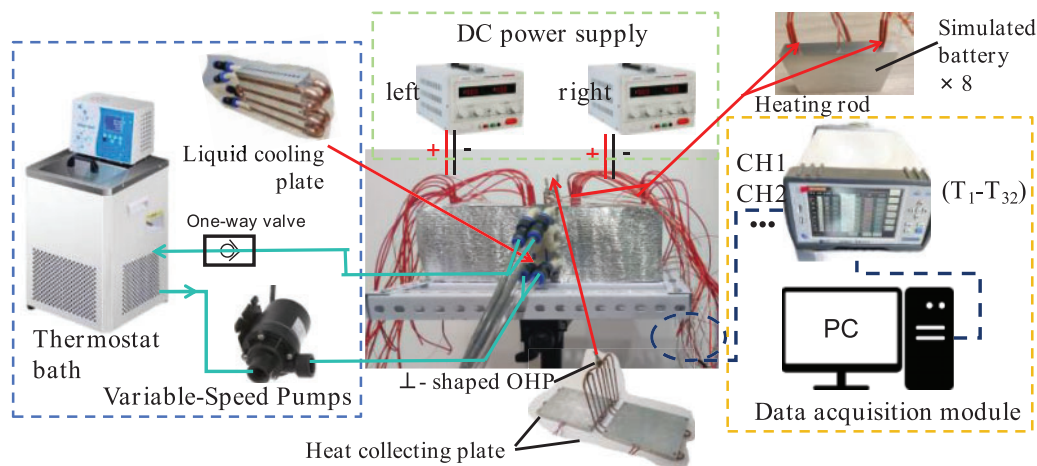 DC power supply
left
right
+
-
+
-
Simulated
battery
× 8
Heating rod
Liquid cooling
plate
One-way valve
Thermostat
bath
Variable-Speed Pumps
CH1
CH2
•••
(T₁-T₃₂)
PC
Data acquisition module
⊥- shaped OHP
Heat collecting plate